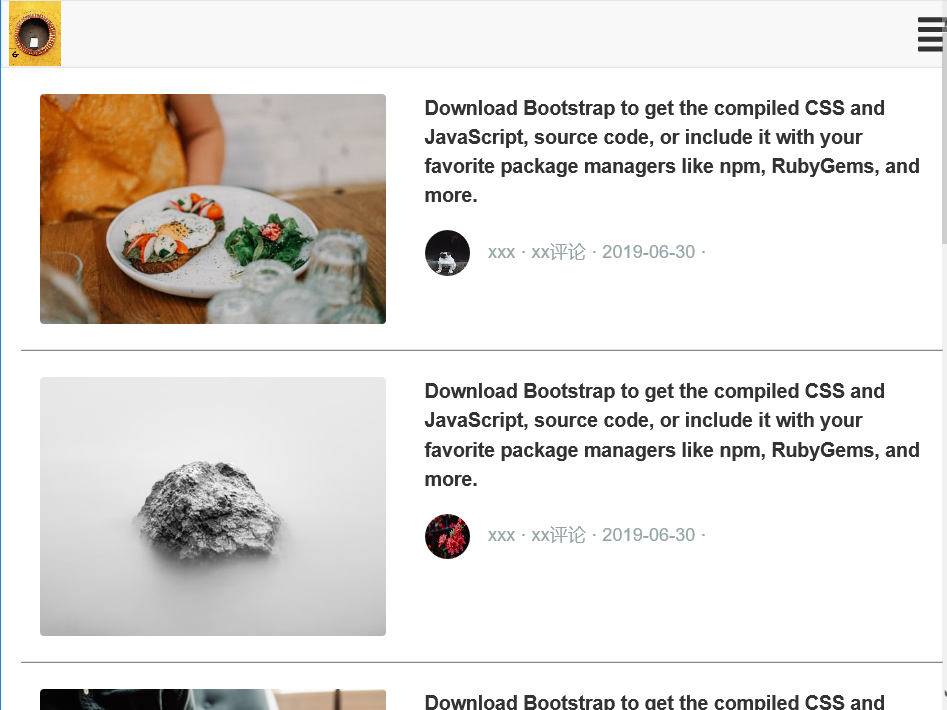 Download Bootstrap to get the compiled CSS and
JavaScript, source code, or include it with your
favorite package managers like npm, RubyGems, and
more.
xxx · xx评论 · 2019-06-30 ·
Download Bootstrap to get the compiled CSS and
JavaScript, source code, or include it with your
favorite package managers like npm, RubyGems, and
more.
xxx · xx评论 · 2019-06-30 ·
Download Bootstrap to get the compiled CSS and